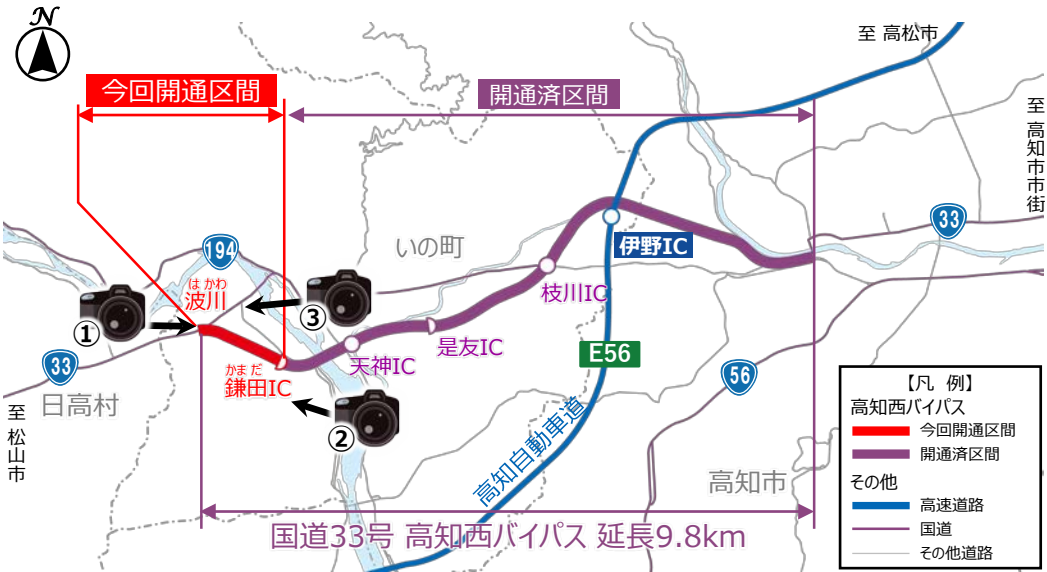 N
至 高松市
今回開通区間
開通済区間
至 高知市市街
194
33
いの町
伊野IC
はかわ
波川
枝川IC
①
③
是友IC
天神IC
E56
33
かまだ
鎌田IC
56
日高村
至 松山市
②
高知自動車道
高知市
国道33号 高知西バイパス 延長9.8km
【凡 例】
高知西バイパス
今回開通区間
開通済区間
その他
高速道路
国道
その他道路